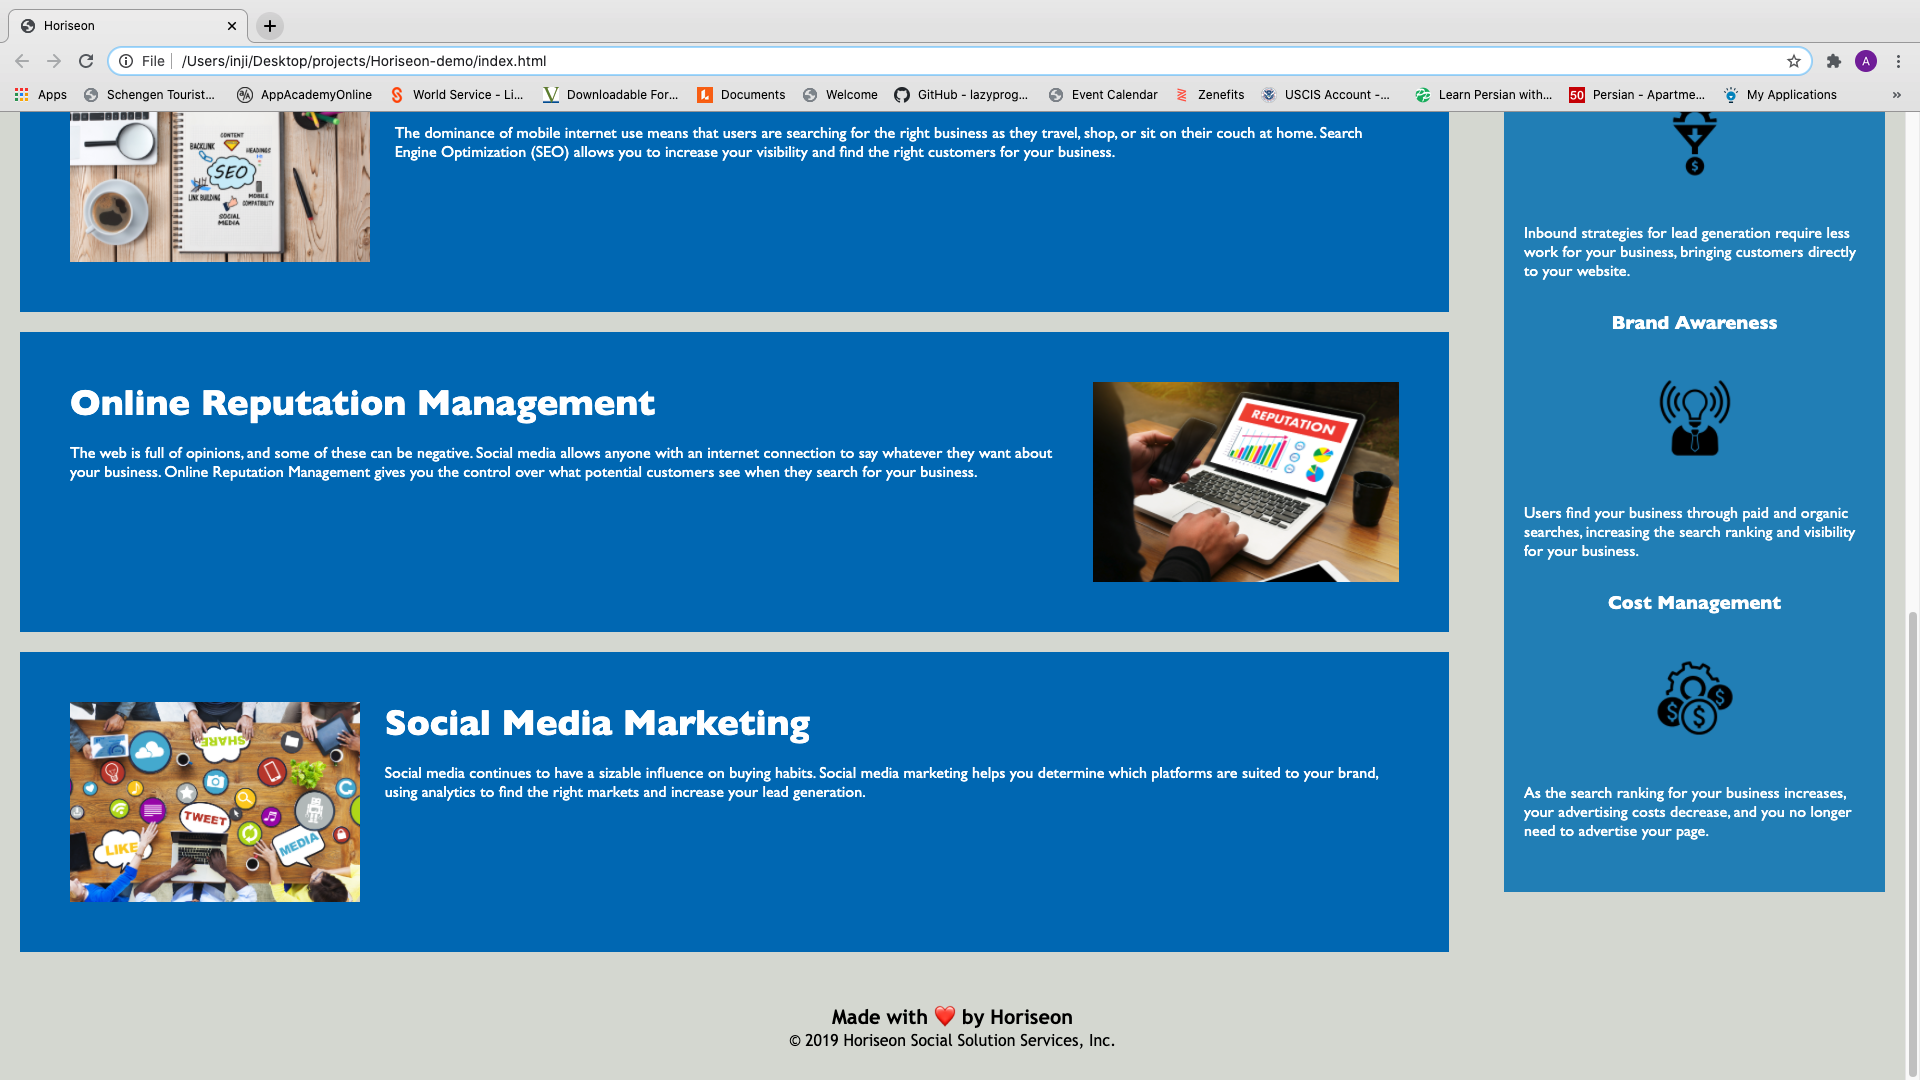 Horiseon
File
/Users/inji/Desktop/projects/Horiseon-demo/index.html
A
Apps
Schengen Tourist...
AppAcademyOnline
World Service - Li...
Downloadable For...
Documents
Welcome
GitHub - lazyprog...
Event Calendar
Zenefits
USCIS Account -...
Learn Persian with...
50
Persian - Apartme...
My Applications
»
CONTENT
BACKLINK
HEADINGS
SEO
LINK BUILDING
MOBILE
COMPATIBILITY
SOCIAL
MEDIA
The dominance of mobile internet use means that users are searching for the right business as they travel, shop, or sit on their couch at home. Search
Engine Optimization (SEO) allows you to increase your visibility and find the right customers for your business.
Online Reputation Management
The web is full of opinions, and some of these can be negative. Social media allows anyone with an internet connection to say whatever they want about
your business. Online Reputation Management gives you the control over what potential customers see when they search for your business.
REPUTATION
SHARE
TWEET
LIKE
MEDIA
Social Media Marketing
Social media continues to have a sizable influence on buying habits. Social media marketing helps you determine which platforms are suited to your brand,
using analytics to find the right markets and increase your lead generation.
$
Inbound strategies for lead generation require less
work for your business, bringing customers directly
to your website.
Brand Awareness
Users find your business through paid and organic
searches, increasing the search ranking and visibility
for your business.
Cost Management
$
$
$
As the search ranking for your business increases,
your advertising costs decrease, and you no longer
need to advertise your page.
Made with ❤️ by Horiseon
© 2019 Horiseon Social Solution Services, Inc.